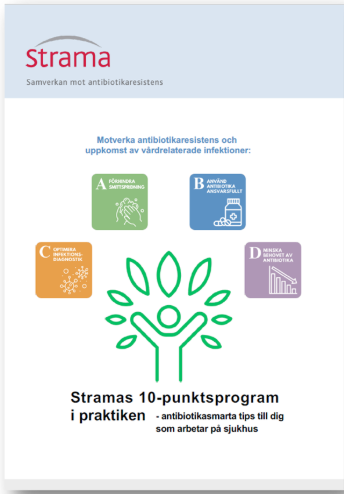 strama
Samverkan mot antibiotikaresistens
Motverka antibiotikaresistens och
uppkomst av vårdrelaterade infektioner:
A FÖRHINDRA
SMITTSPRIDNING
B ANVÄND
ANTIBIOTIKA
ANSVARSFULLT
C OPTIMERA
INFEKTIONS-
DIAGNOSTIK
D MINSKA
BEHOVET AV
ANTIBIOTIKA
Stramas 10-punktsprogram
i praktiken - antibiotikasmarta tips till dig
som arbetar på sjukhus